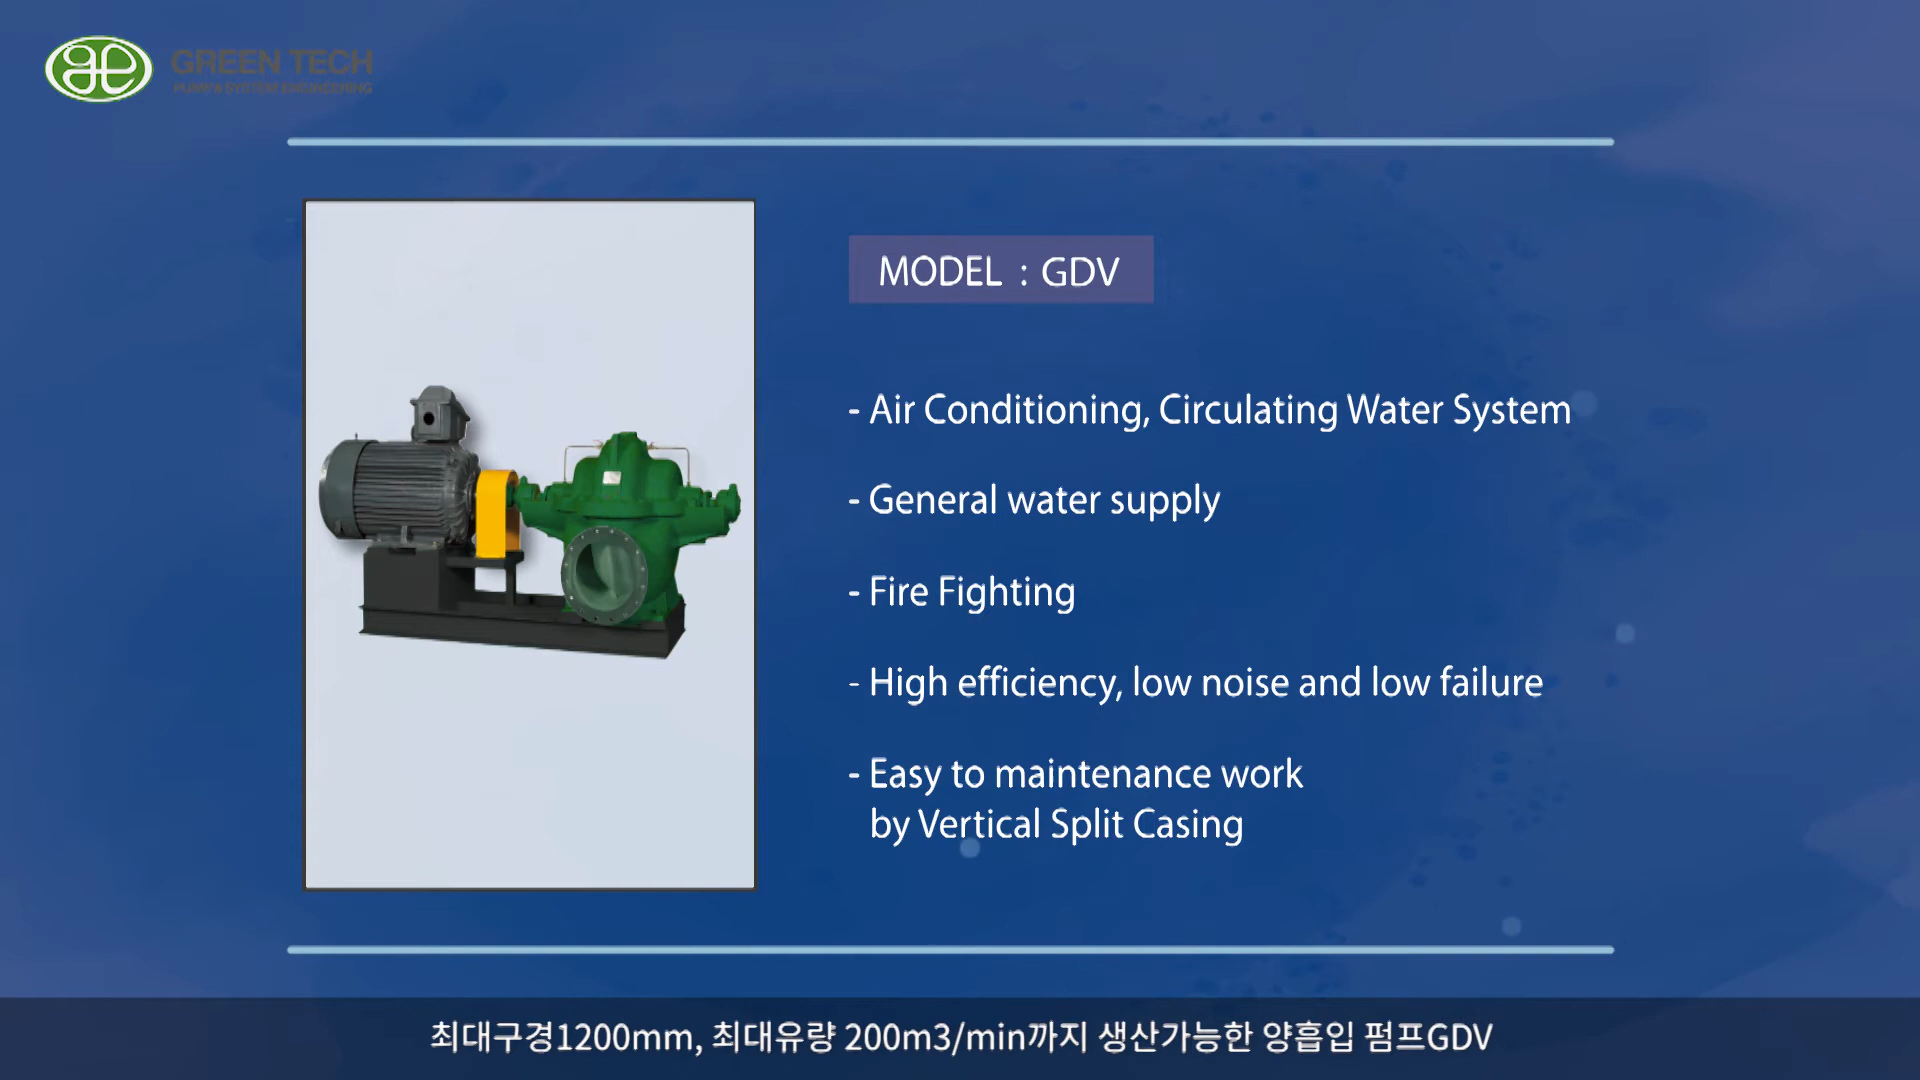 GREEN TECH
PUMP & SYSTEM ENGINEERING
MODEL : GDV
- Air Conditioning, Circulating Water System
- General water supply
- Fire Fighting
- High efficiency, low noise and low failure
- Easy to maintenance work
by Vertical Split Casing
최대구경1200mm, 최대유량 200m3/min까지 생산가능한 양흡입 펌프GDV